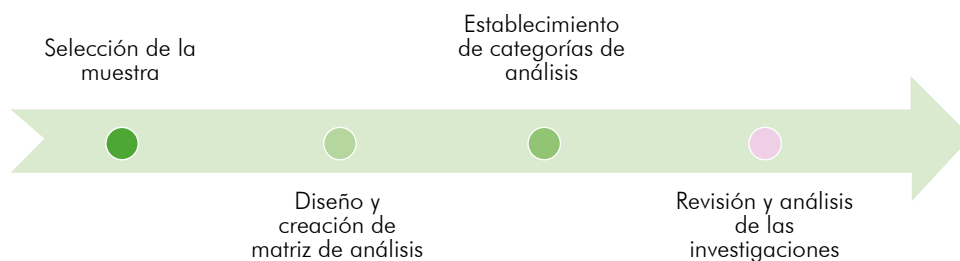 Selección de la
muestra
Diseño y
creación de
matriz de análisis
Establecimiento
de categorías de
análisis
Revisión y análisis
de las
investigaciones